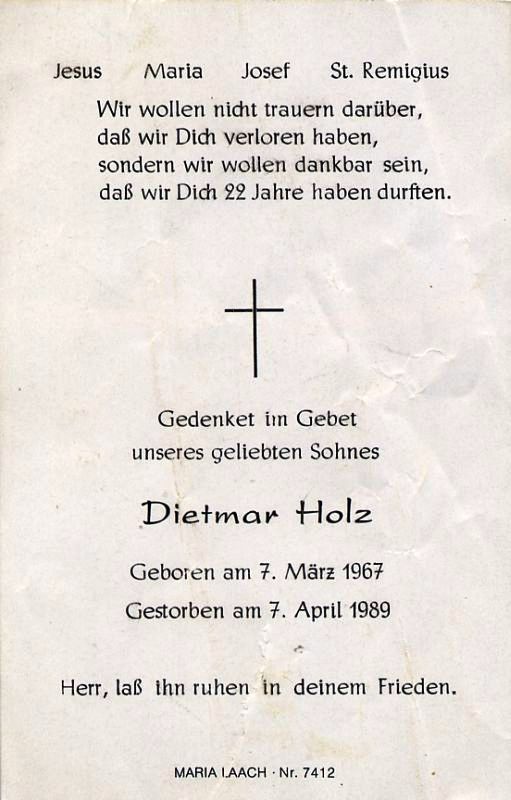 Jesus Maria Josef St. Remigius
Wir wollen nicht trauern darüber,
daß wir Dich verloren haben,
sondern wir wollen dankbar sein,
daß wir Dich 22 Jahre haben durften.
Gedenket im Gebet
unseres geliebten Sohnes
Dietmar Holz
Geboren am 7. März 1967
Gestorben am 7. April 1989
Herr, laß ihn ruhen in deinem Frieden.
MARIA LAACH · Nr. 7412